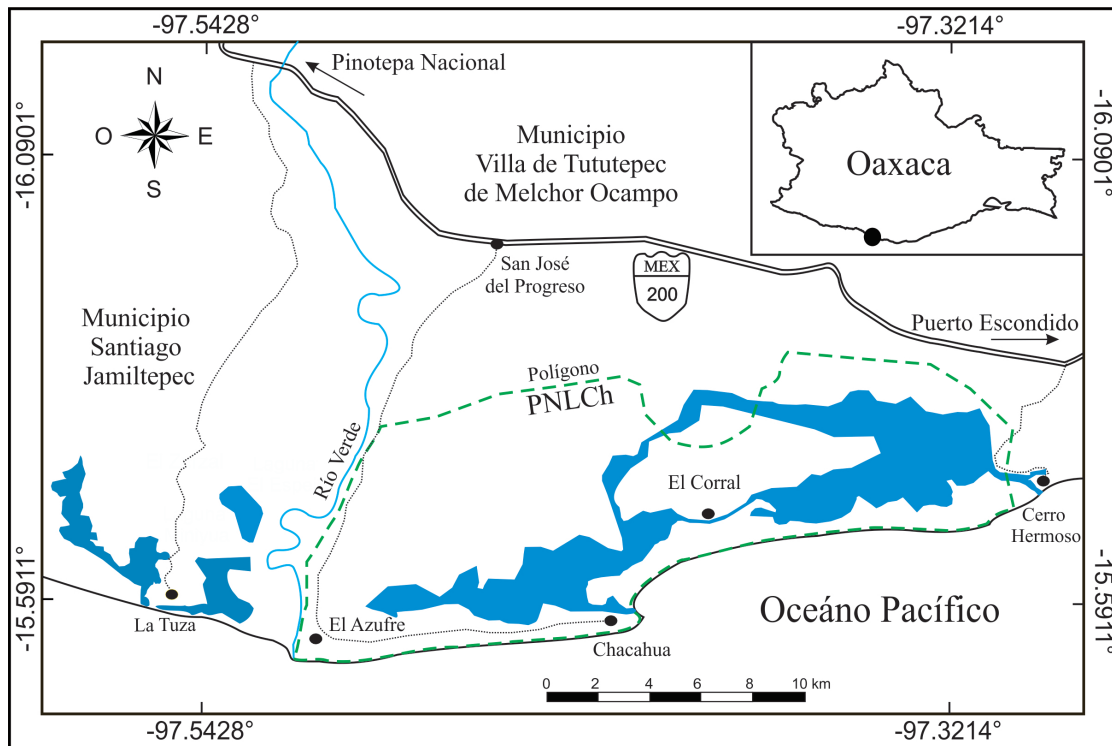 -97.5428°
-97.3214°
Pinotepa Nacional
N
O
E
S
-16.0901°
-16.0901°
Municipio
Villa de Tututepec
de Melchor Ocampo
Oaxaca
San José
del Progreso
MEX
200
Municipio
Santiago
Jamiltepec
Puerto Escondido
Polígono
PNLCh
Río Verde
El Corral
Cerro
Hermoso
-15.5911°
-15.5911°
La Tuza
El Azufre
Chacahua
Oceáno Pacífico
0 2 4 6 8 10 km
-97.5428°
-97.3214°